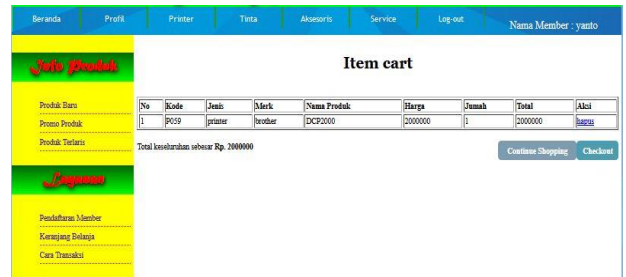 Beranda Profil Printer Tinta Aksesoris Service Log-out Nama Member : yanto
Info Produk
Produk Baru
Promo Produk
Produk Terlaris
Layanan
Pendaftaran Member
Keranjang Belanja
Cara Transaksi
Item cart
No Kode Jenis Merk Nama Produk Harga Jumah Total Aksi
1 P059 printer brother DCP2000 2000000 1 2000000 hapus
Total keseluruhan sebesar Rp. 2000000
Continue Shopping Checkout